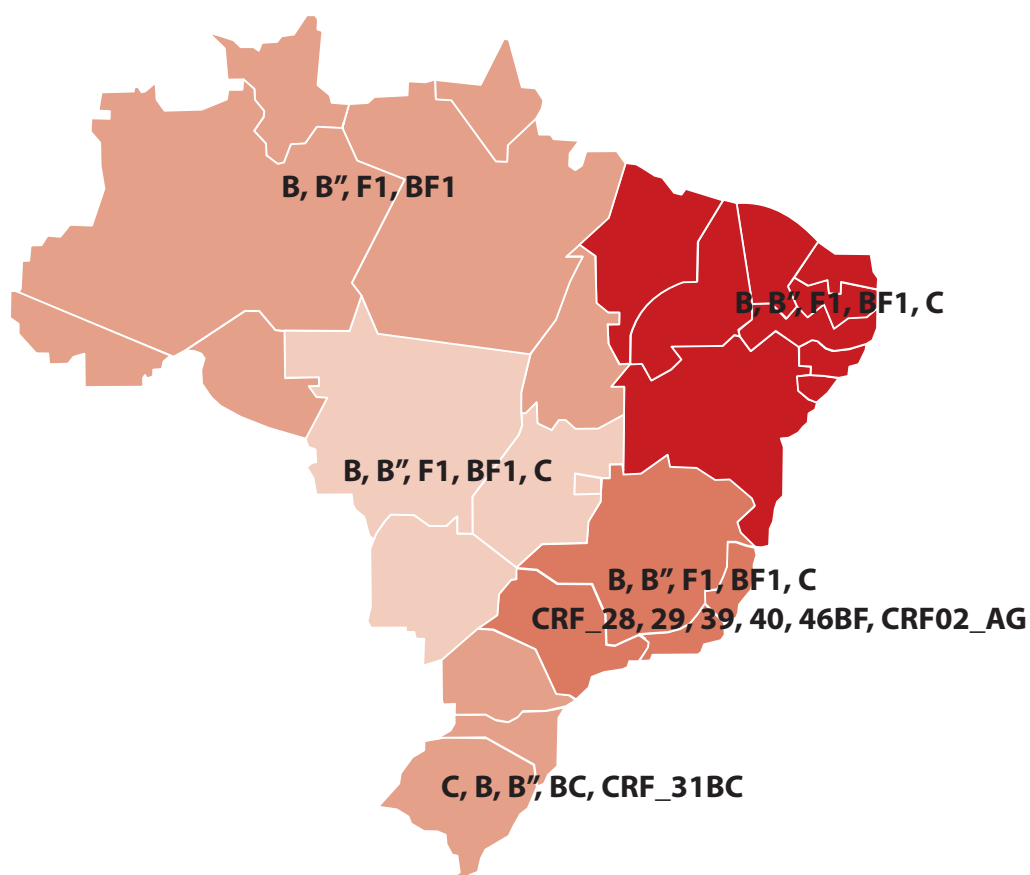 B, B”, F1, BF1
B, B”, F1, BF1, C
B, B”, F1, BF1, C
B, B”, F1, BF1, C
CRF_28, 29, 39, 40, 46BF, CRF02_AG
C, B, B”, BC, CRF_31BC